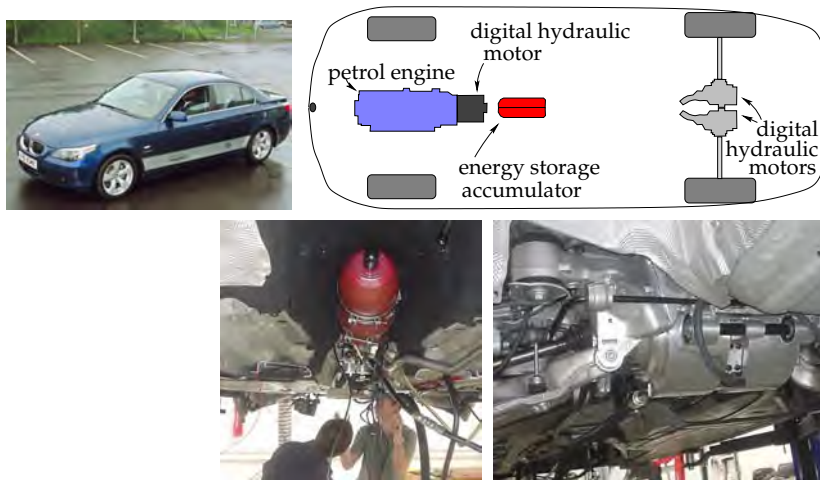 digital hydraulic
motor
petrol engine
energy storage
accumulator
digital
hydraulic
motors